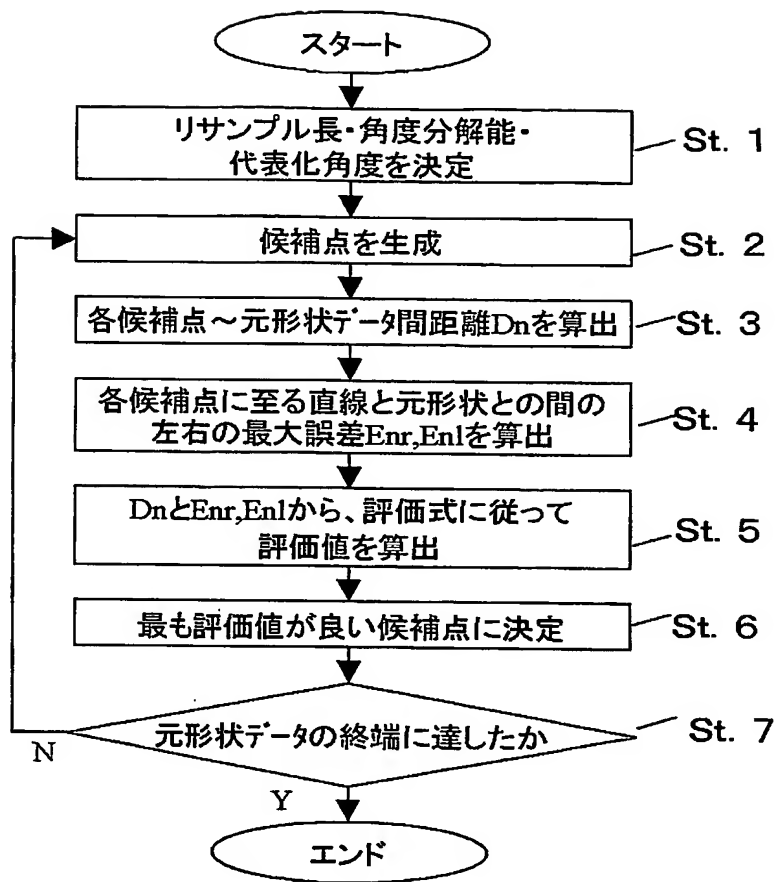 スタート
リサンプル長・角度分解能・
代表化角度を決定
St. 1
候補点を生成
St. 2
各候補点～元形状データ間距離Dnを算出
St. 3
各候補点に至る直線と元形状との間の
左右の最大誤差Enr,Enlを算出
St. 4
DnとEnr,Enlから、評価式に従って
評価値を算出
St. 5
最も評価値が良い候補点に決定
St. 6
元形状データの終端に達したか
St. 7
N
Y
エンド